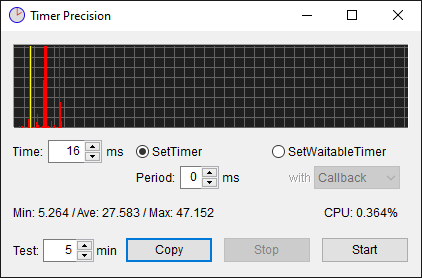 Timer Precision
Time: 16 ms SetTimer SetWaitableTimer
Period: 0 ms with Callback
Min: 5.264 / Ave: 27.583 / Max: 47.152 CPU: 0.364%
Test: 5 min Copy Stop Start